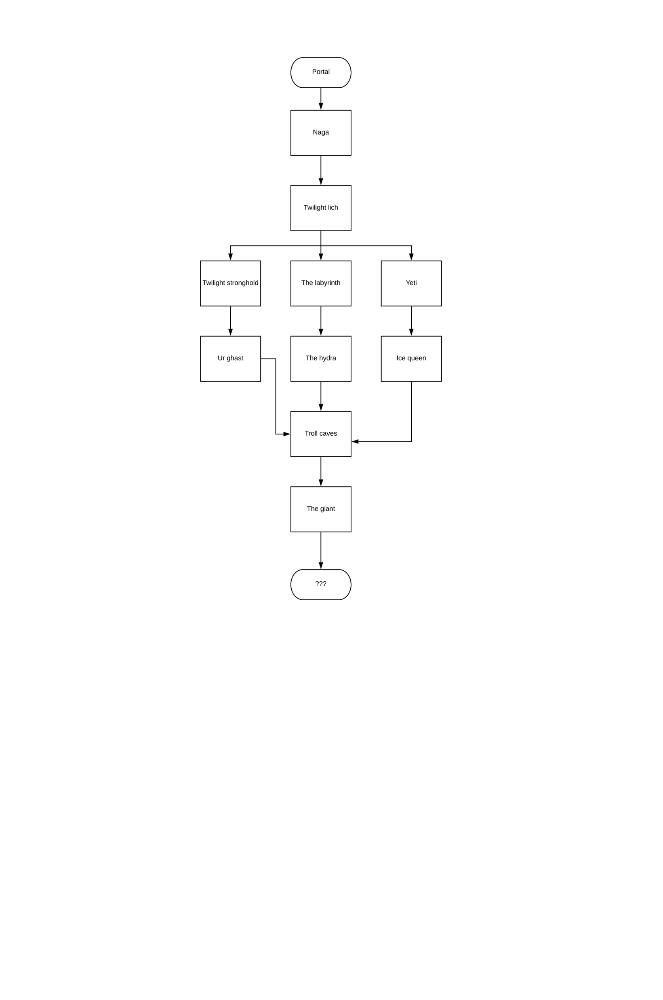 Portal
Naga
Twilight lich
Twilight stronghold
The labyrinth
Yeti
Ur ghast
The hydra
Ice queen
Troll caves
The giant
???